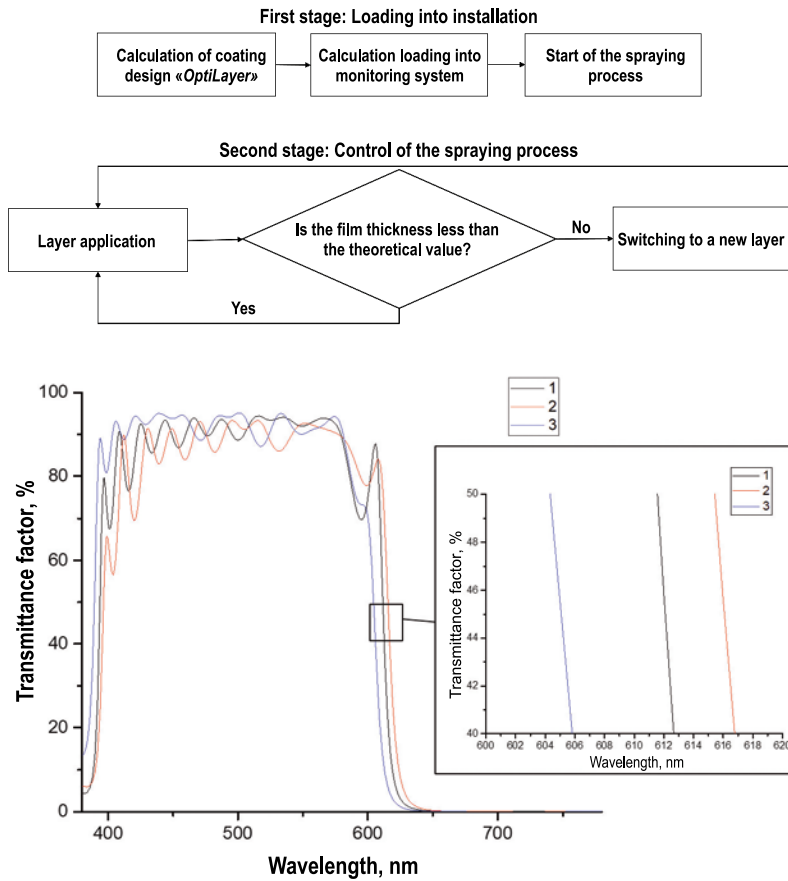 First stage: Loading into installation
Calculation of coating
design «OptiLayer»
Calculation loading into
monitoring system
Start of the spraying
process
Second stage: Control of the spraying process
Layer application
Is the film thickness less than
the theoretical value?
No
Switching to a new layer
Yes
100
80
60
40
20
0
Transmittance factor, %
400
500
600
700
Wavelength, nm
1
2
3
50
48
46
44
42
40
Transmittance factor, %
1
2
3
600
602
604
606
608
610
612
614
616
618
620
Wavelength, nm